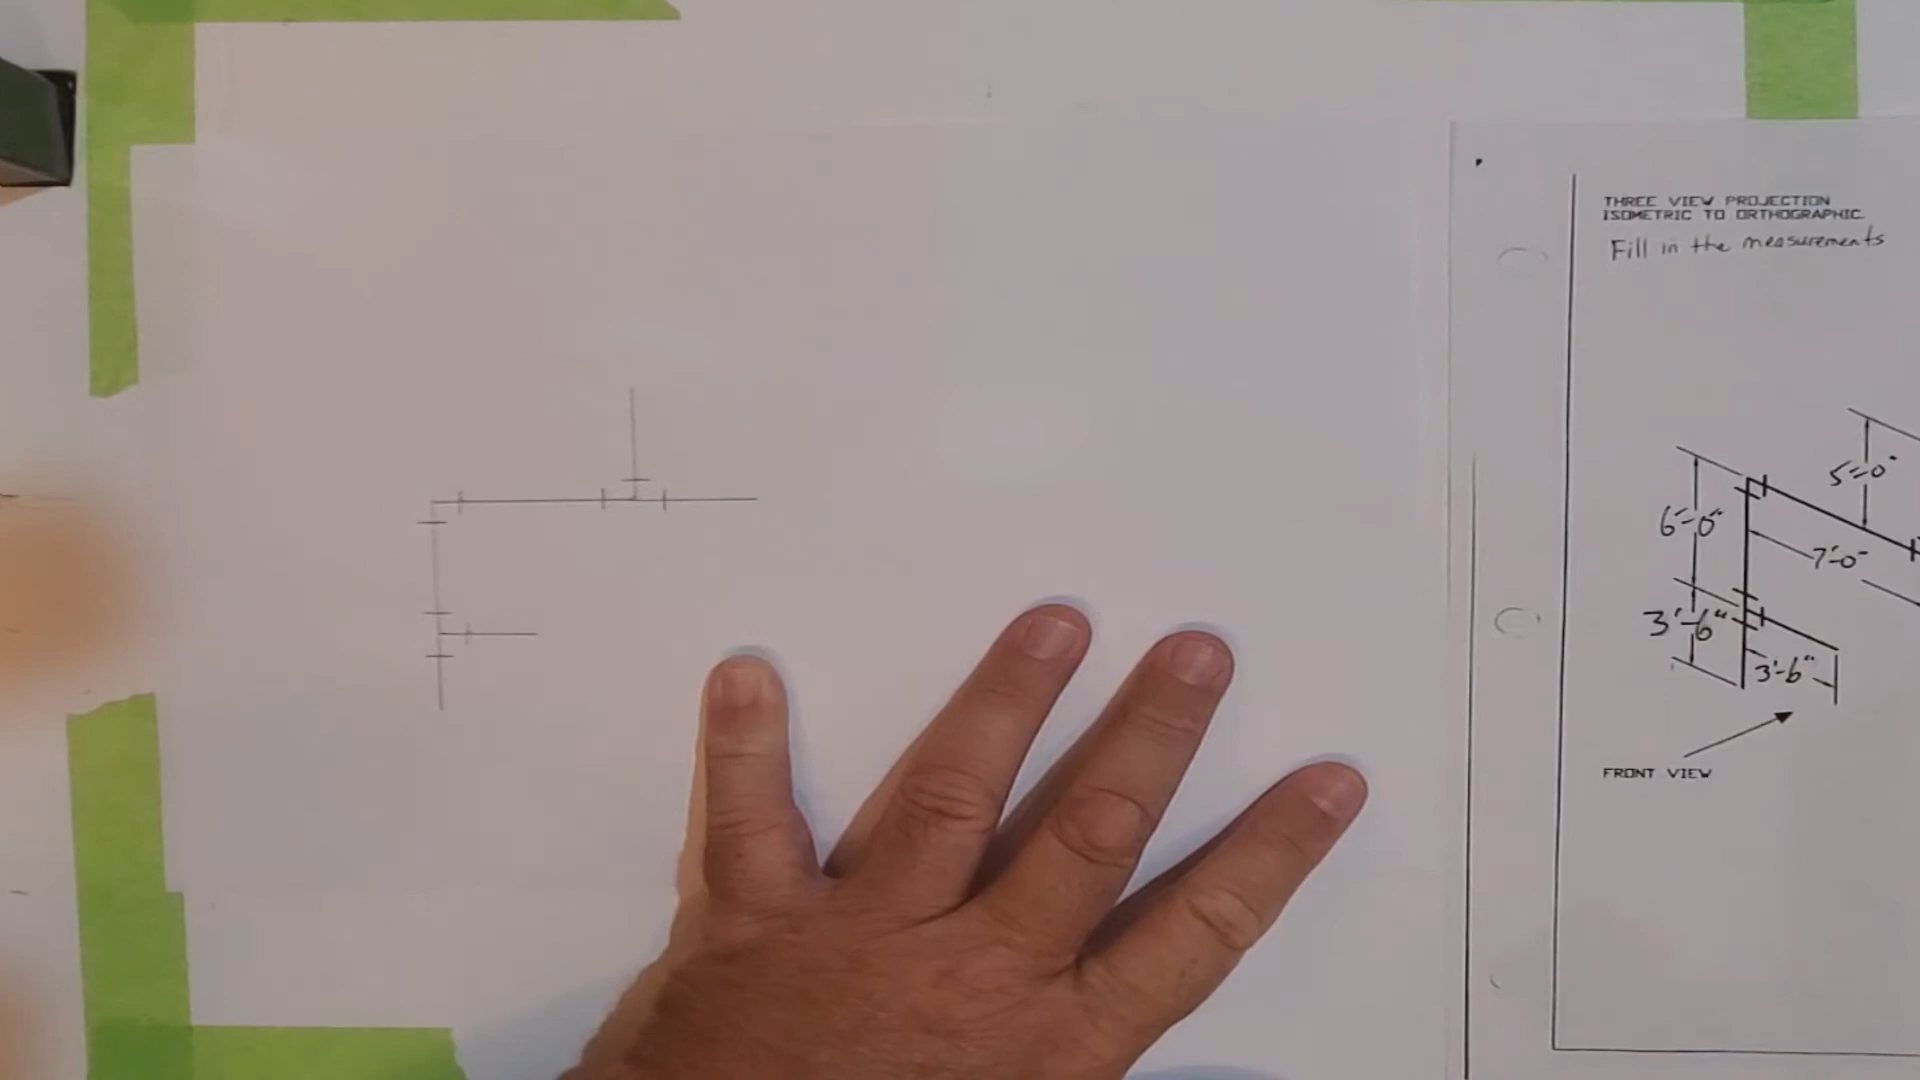 THREE VIEW PROJECTION
ISOMETRIC TO ORTHOGRAPHIC
Fill in the measurements
5'-0"
6'-0"
7'-0"
3'-6"
3'-6"
FRONT VIEW